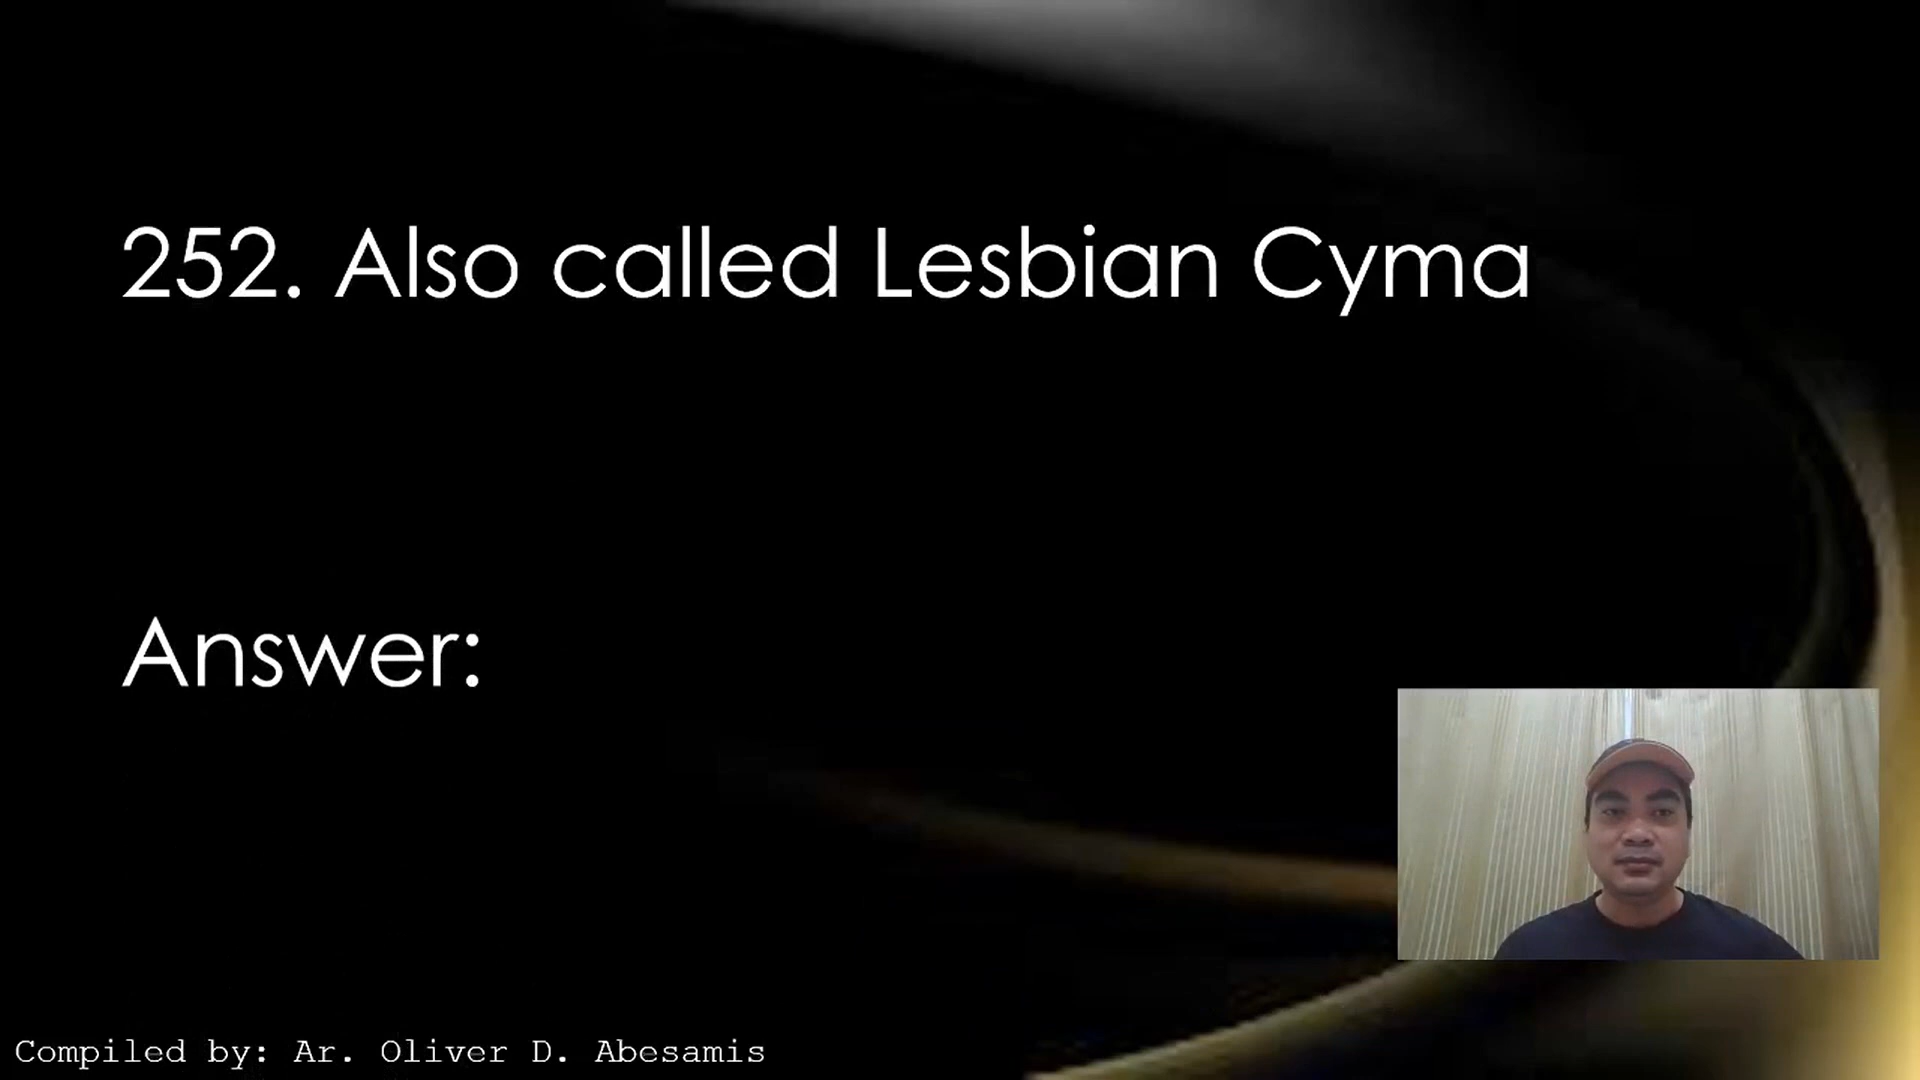 252. Also called Lesbian Cyma
Answer:
Compiled by: Ar. Oliver D. Abesamis